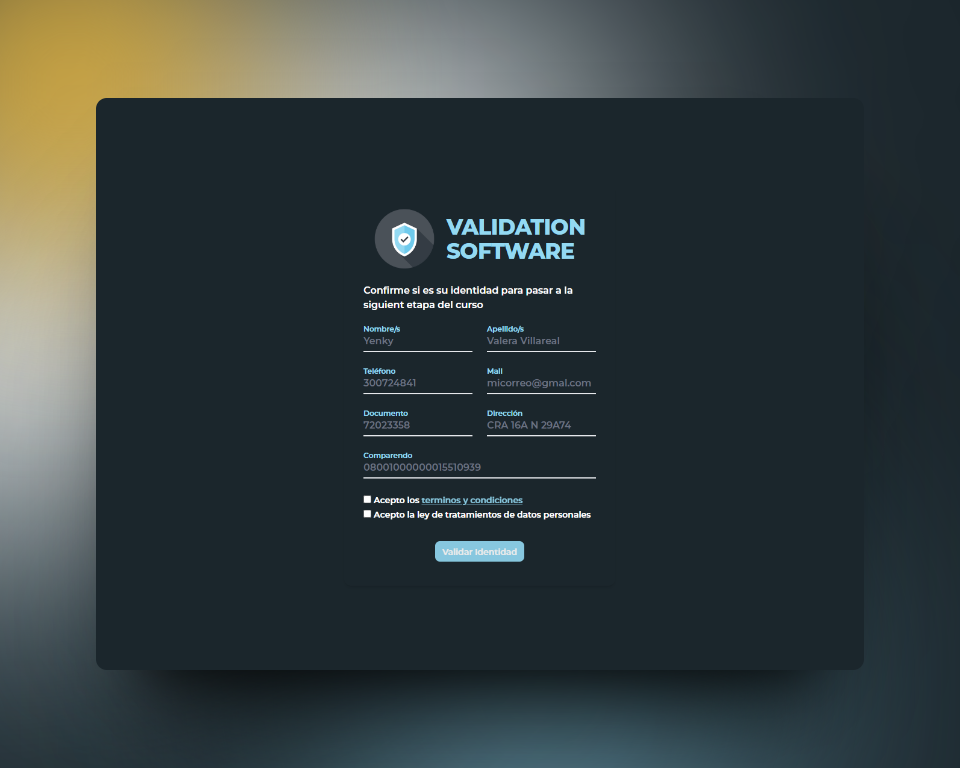 VALIDATION
SOFTWARE
Confirme si es su identidad para pasar a la
siguient etapa del curso
Nombre/s
Apellido/s
Yenky
Valera Villareal
Teléfono
Mail
300724841
micorreo@gmal.com
Documento
Dirección
72023358
CRA 16A N 29A74
Comparendo
08001000000015510939
Acepto los terminos y condiciones
Acepto la ley de tratamientos de datos personales
Validar Identidad